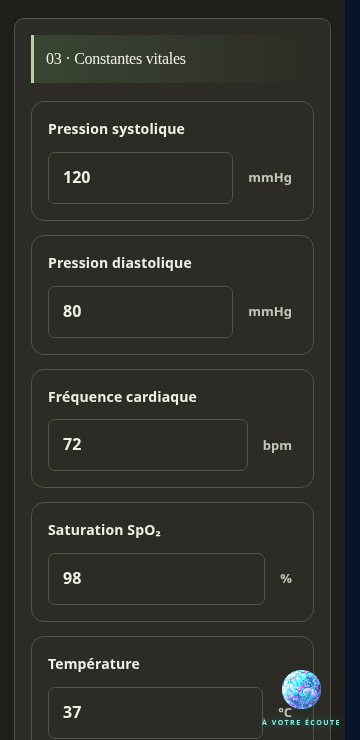 03 · Constantes vitales
Pression systolique
120 mmHg
Pression diastolique
80 mmHg
Fréquence cardiaque
72 bpm
Saturation SpO₂
98 %
Température
37 °C
À VOTRE ÉCOUTE